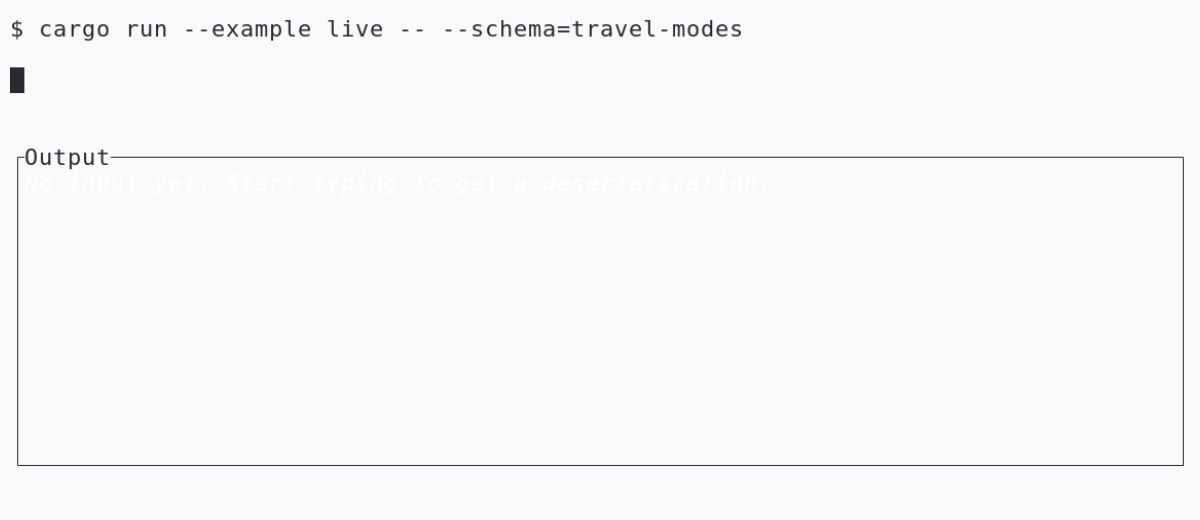 $ cargo run --example live -- --schema=travel-modes
Output
No input yet. Start typing to get a deserialization.